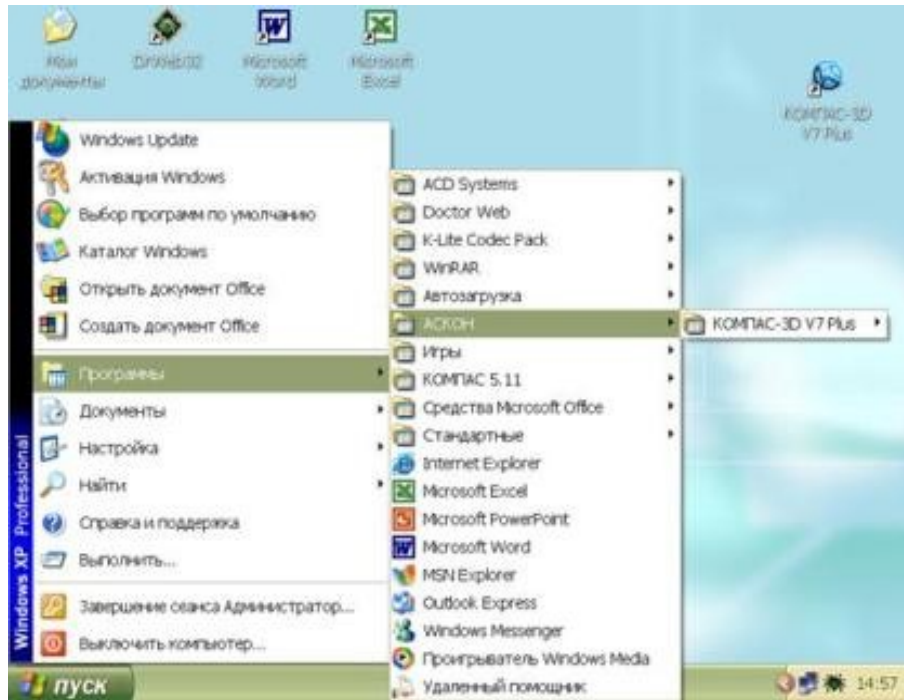 Мои
документы
DrWeb32
Microsoft
Word
Microsoft
Excel
КОМПАС-3D
V7 Plus
Windows Update
Активация Windows
Выбор программ по умолчанию
Каталог Windows
Открыть документ Office
Создать документ Office
Программы
Документы
Настройка
Найти
Справка и поддержка
Выполнить...
Завершение сеанса Администратор...
Выключить компьютер...
Windows XP Professional
ACD Systems
Doctor Web
K-Lite Codec Pack
WinRAR
Автозагрузка
АСКОН
Игры
КОМПАС 5.11
Средства Microsoft Office
Стандартные
Internet Explorer
Microsoft Excel
Microsoft PowerPoint
Microsoft Word
MSN Explorer
Outlook Express
Windows Messenger
Проигрыватель Windows Media
Удаленный помощник
КОМПАС-3D V7 Plus
пуск
14:57